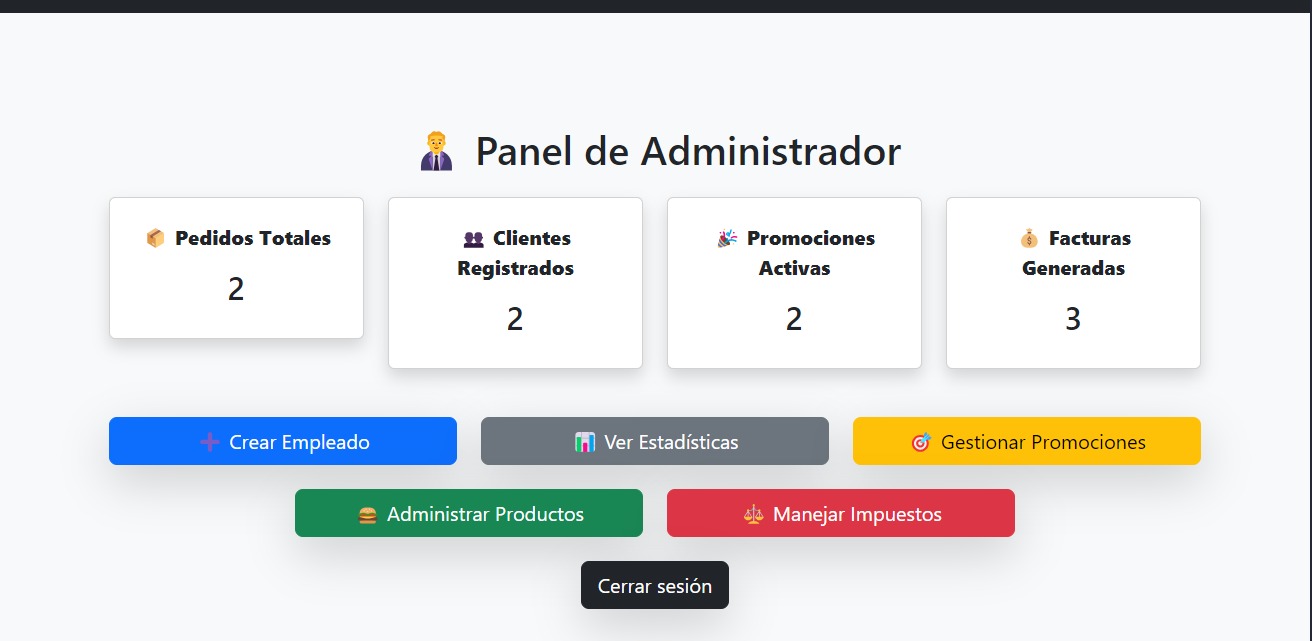 Panel de Administrador
Pedidos Totales
2
Clientes
Registrados
2
Promociones
Activas
2
Facturas
Generadas
3
Crear Empleado
Ver Estadísticas
Gestionar Promociones
Administrar Productos
Manejar Impuestos
Cerrar sesión